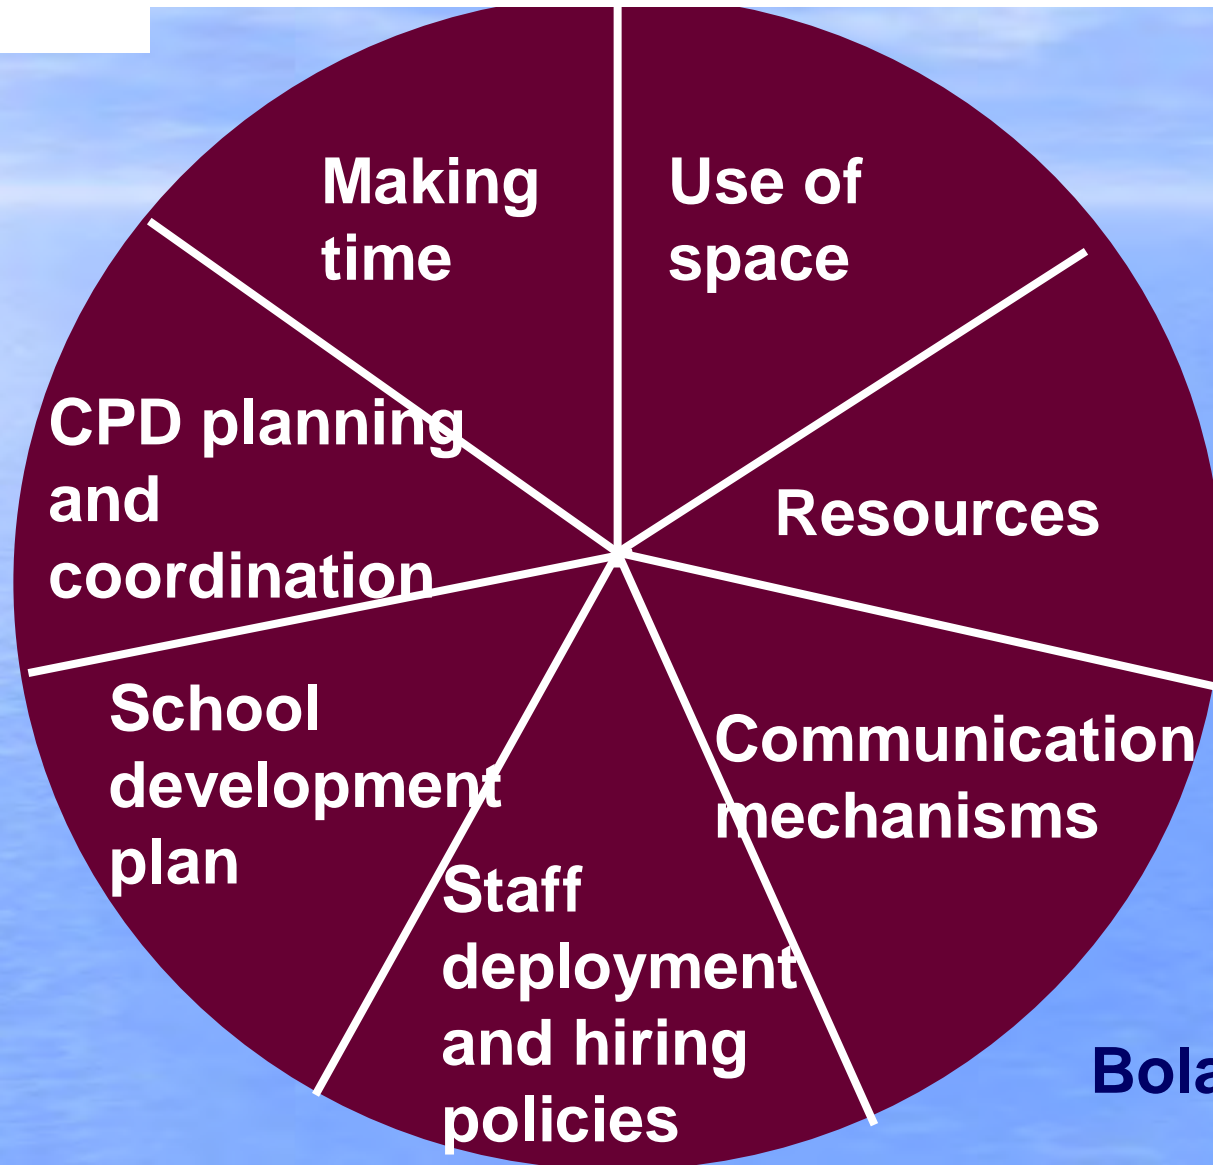 Making
time
Use of
space
CPD planning
and
coordination
Resources
School
development
plan
Communication
mechanisms
Staff
deployment
and hiring
policies